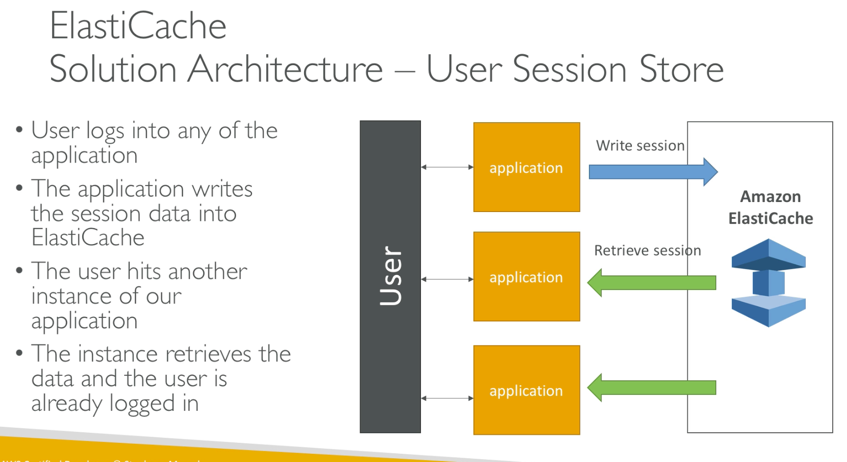 ElastiCache
Solution Architecture – User Session Store
• User logs into any of the
application
• The application writes
the session data into
ElastiCache
• The user hits another
instance of our
application
• The instance retrieves the
data and the user is
already logged in
User
application
Write session
application
Retrieve session
application
Amazon
ElastiCache